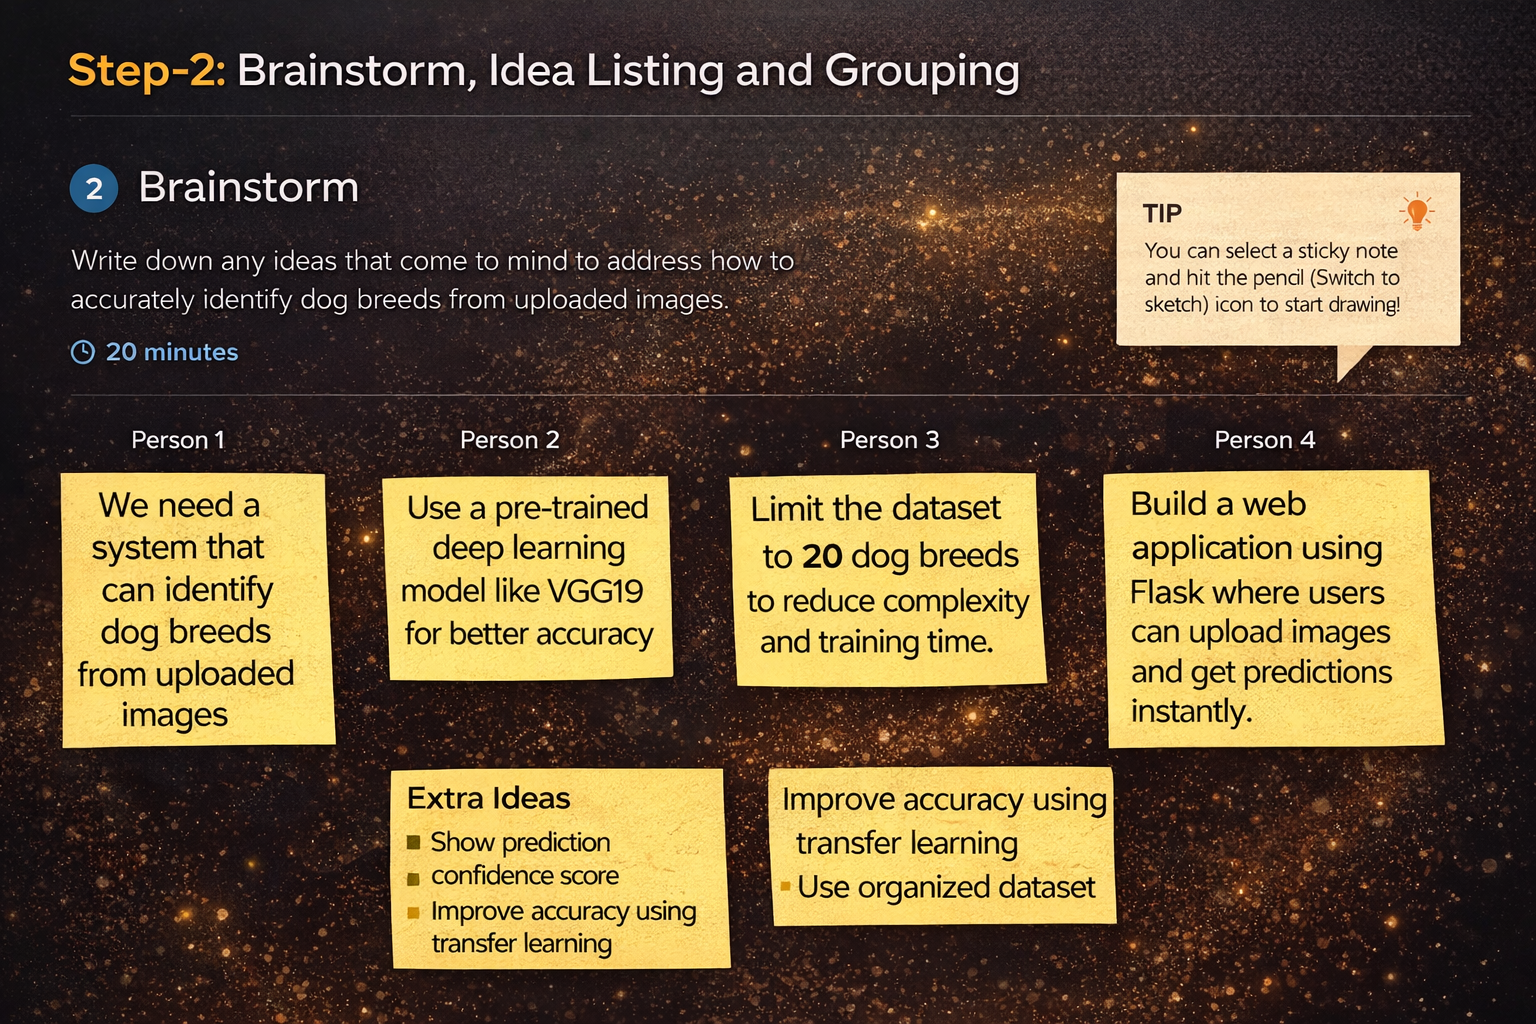 Step-2: Brainstorm, Idea Listing and Grouping
2 Brainstorm
Write down any ideas that come to mind to address how to
accurately identify dog breeds from uploaded images.
20 minutes
TIP
You can select a sticky note
and hit the pencil (Switch to
sketch) icon to start drawing!
Person 1
We need a
system that
can identify
dog breeds
from uploaded
images
Person 2
Use a pre-trained
deep learning
model like VGG19
for better accuracy
Person 3
Limit the dataset
to 20 dog breeds
to reduce complexity
and training time.
Person 4
Build a web
application using
Flask where users
can upload images
and get predictions
instantly.
Extra Ideas
Show prediction
confidence score
Improve accuracy using
transfer learning
Improve accuracy using
transfer learning
Use organized dataset